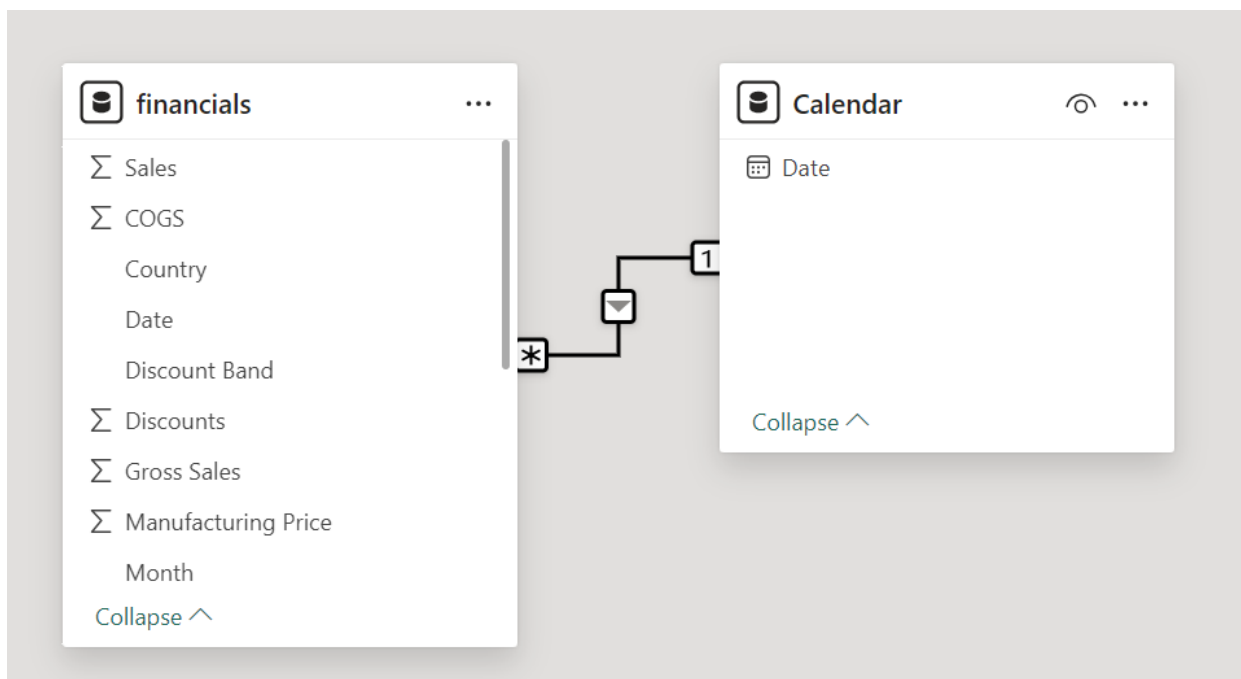 financials
Sales
COGS
Country
Date
Discount Band
Discounts
Gross Sales
Manufacturing Price
Month
Collapse
*
1
Calendar
Date
Collapse